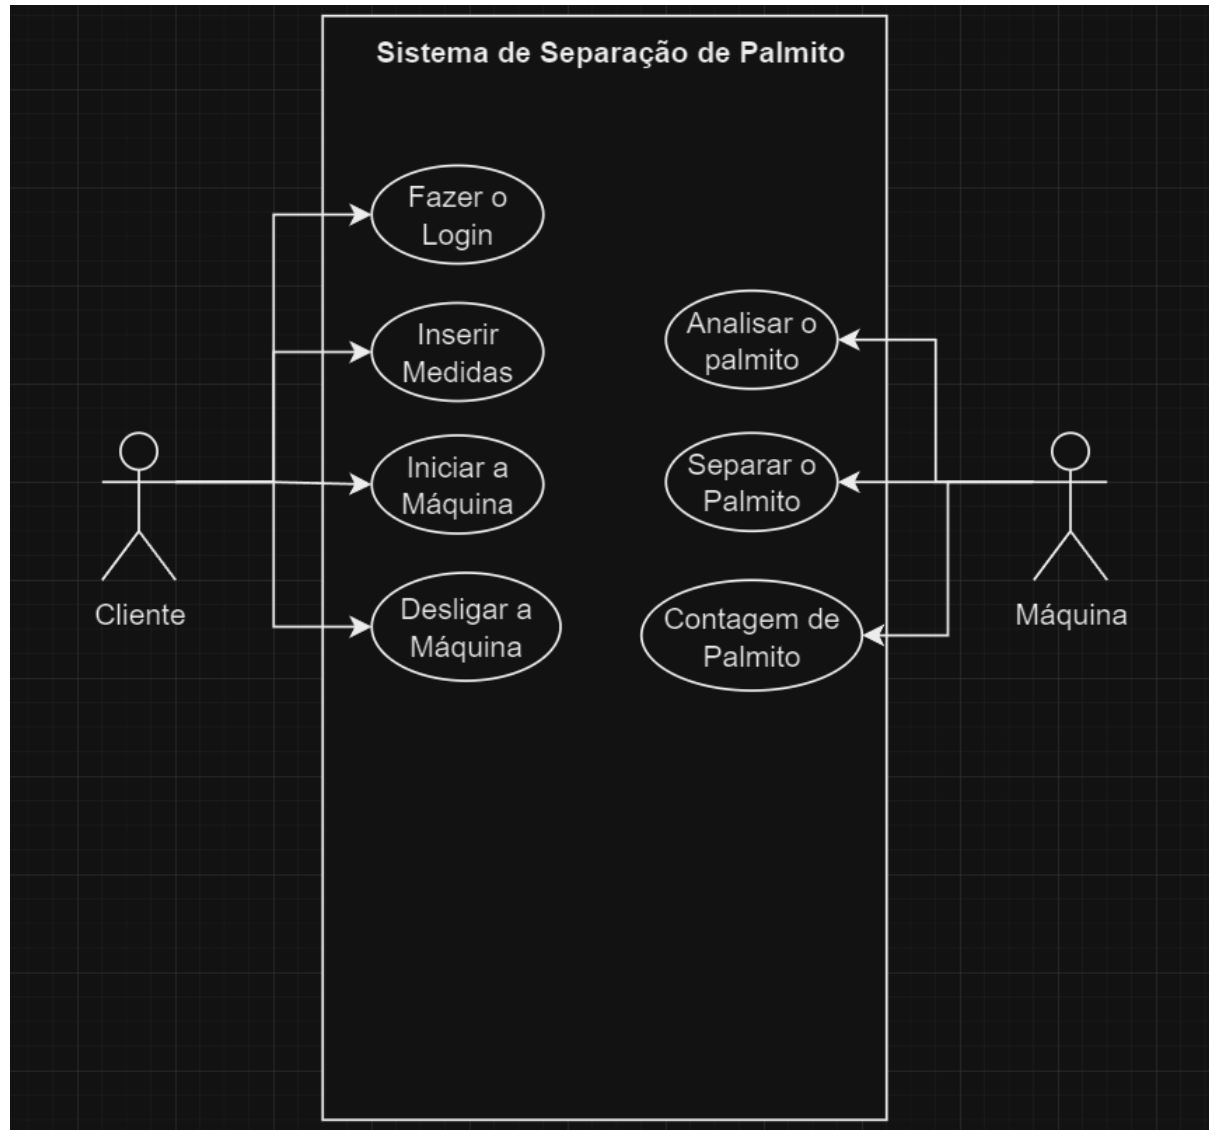 Sistema de Separação de Palmito
Fazer o
Login
Inserir
Medidas
Iniciar a
Máquina
Desligar a
Máquina
Analisar o
palmito
Separar o
Palmito
Contagem de
Palmito
Cliente
Máquina